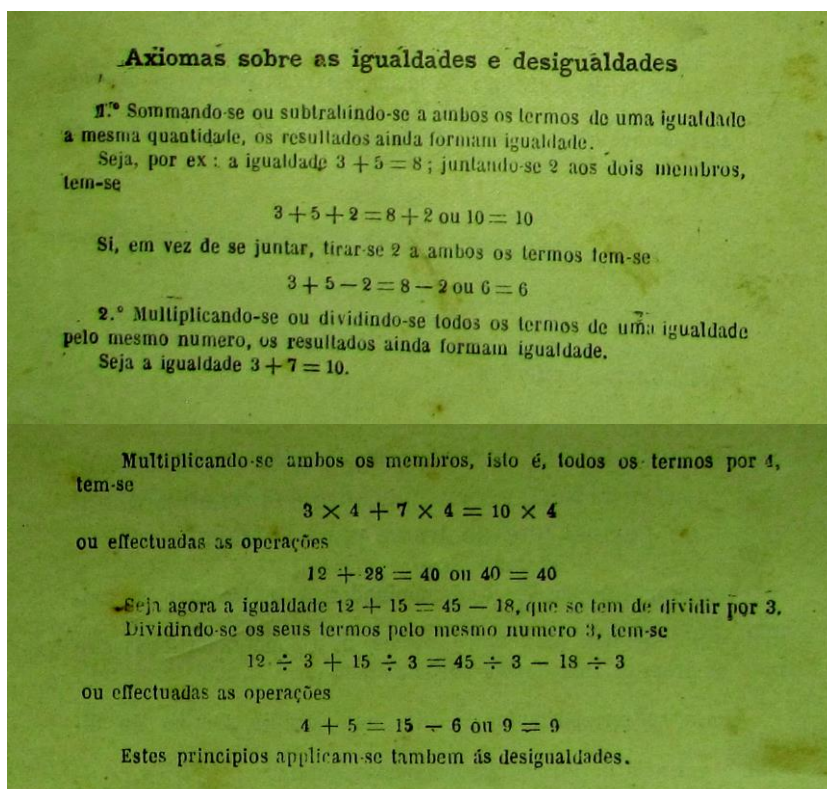 Axiomas sobre as igualdades e desigualdades
1.º Sommando-se ou subtrahindo-se a ambos os termos de uma igualdade
a mesma quantidade, os resultados ainda formam igualdade.
Seja, por ex: a igualdade 3 + 5 = 8; juntando-se 2 aos dois membros,
tem-se
3 + 5 + 2 = 8 + 2 ou 10 = 10
Si, em vez de se juntar, tirar-se 2 a ambos os termos tem-se
3 + 5 — 2 = 8 — 2 ou 6 = 6
2.º Multiplicando-se ou dividindo-se todos os termos de uma igualdade
pelo mesmo numero, os resultados ainda formam igualdade.
Seja a igualdade 3 + 7 = 10.
Multiplicando-se ambos os membros, isto é, todos os termos por 4,
tem-se
3 × 4 + 7 × 4 = 10 × 4
ou effectuadas as operações
12 + 28 = 40 ou 40 = 40
Seja agora a igualdade 12 + 15 = 45 — 18, que se tem de dividir por 3.
Dividindo-se os seus termos pelo mesmo numero 3, tem-se
12 ÷ 3 + 15 ÷ 3 = 45 ÷ 3 — 18 ÷ 3
ou effectuadas as operações
4 + 5 = 15 — 6 ou 9 = 9
Estes principios applicam-se tambem ás desigualdades.